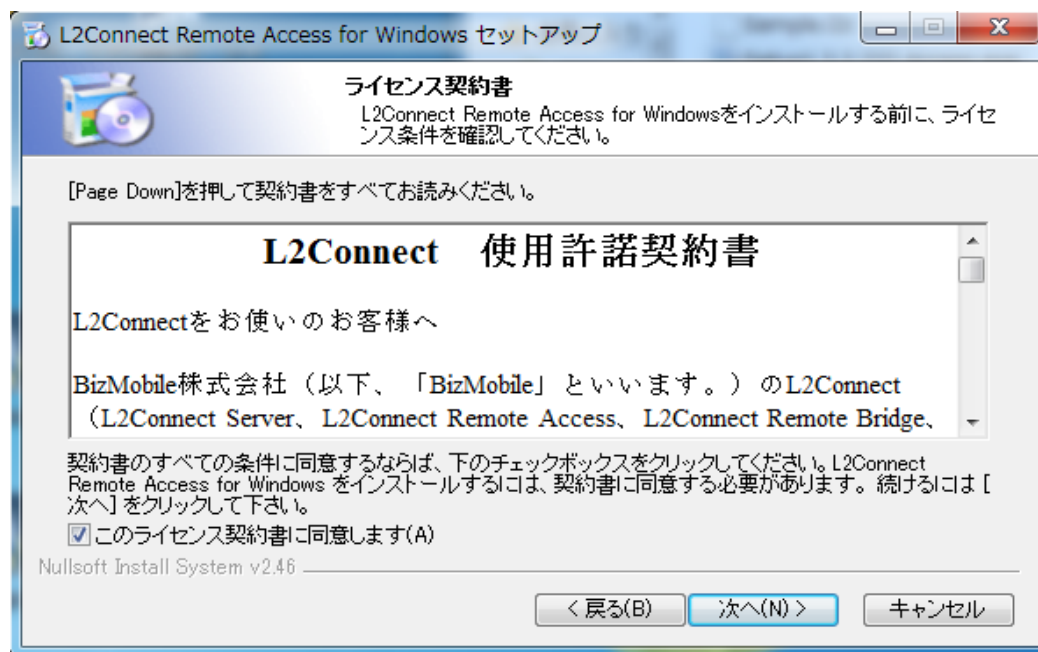 L2Connect Remote Access for Windows セットアップ
ライセンス契約書
L2Connect Remote Access for Windowsをインストールする前に、ライセ
ンス条件を確認してください。
[Page Down]を押して契約書をすべてお読みください。
L2Connect　使用許諾契約書
L2Connectをお使いのお客様へ
BizMobile株式会社（以下、「BizMobile」といいます。）のL2Connect
（L2Connect Server、L2Connect Remote Access、L2Connect Remote Bridge、
契約書のすべての条件に同意するならば、下のチェックボックスをクリックしてください。L2Connect
Remote Access for Windows をインストールするには、契約書に同意する必要があります。続けるには [
次へ] をクリックして下さい。
このライセンス契約書に同意します(A)
Nullsoft Install System v2.46
< 戻る(B)
次へ(N) >
キャンセル